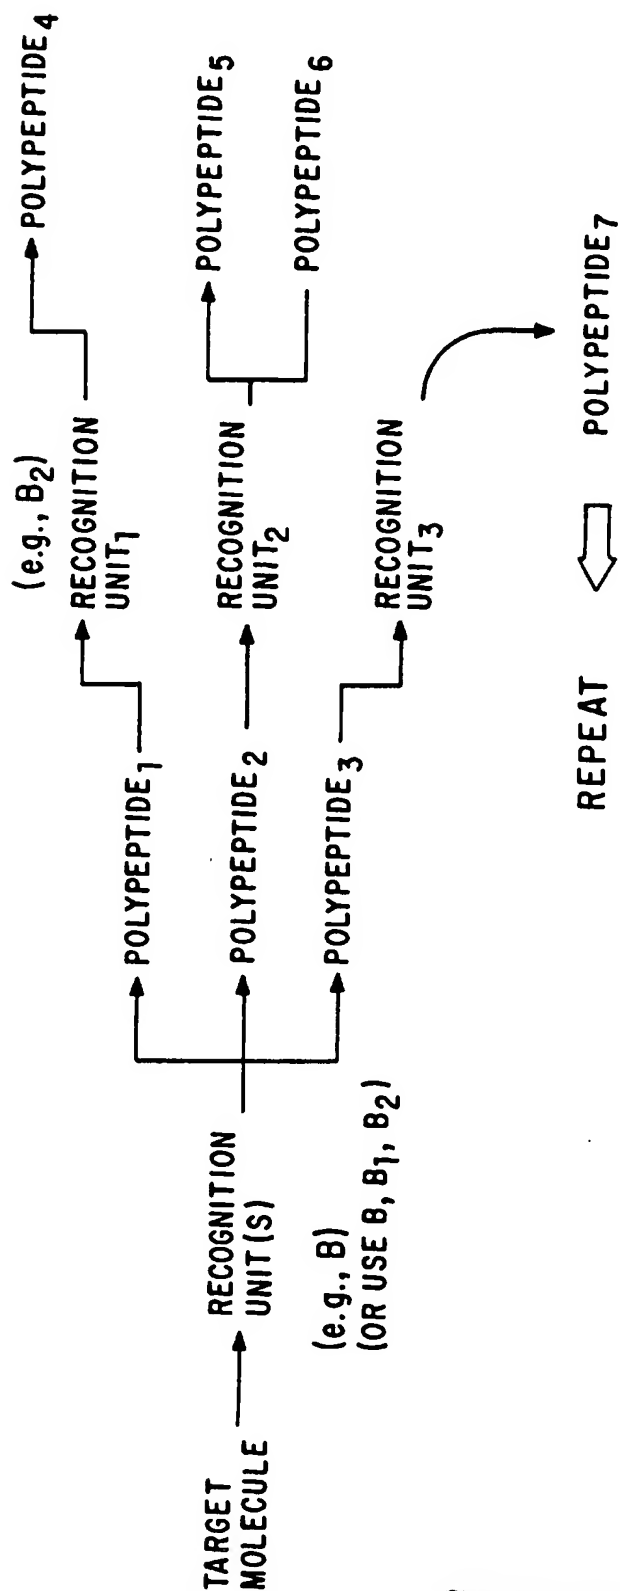 TARGET
MOLECULE
RECOGNITION
UNIT(S)
(e.g., B)
(OR USE B, B₁, B₂)
POLYPEPTIDE₁
POLYPEPTIDE₂
POLYPEPTIDE₃
(e.g., B₂)
RECOGNITION
UNIT₁
RECOGNITION
UNIT₂
RECOGNITION
UNIT₃
POLYPEPTIDE₄
POLYPEPTIDE₅
POLYPEPTIDE₆
POLYPEPTIDE₇
REPEAT